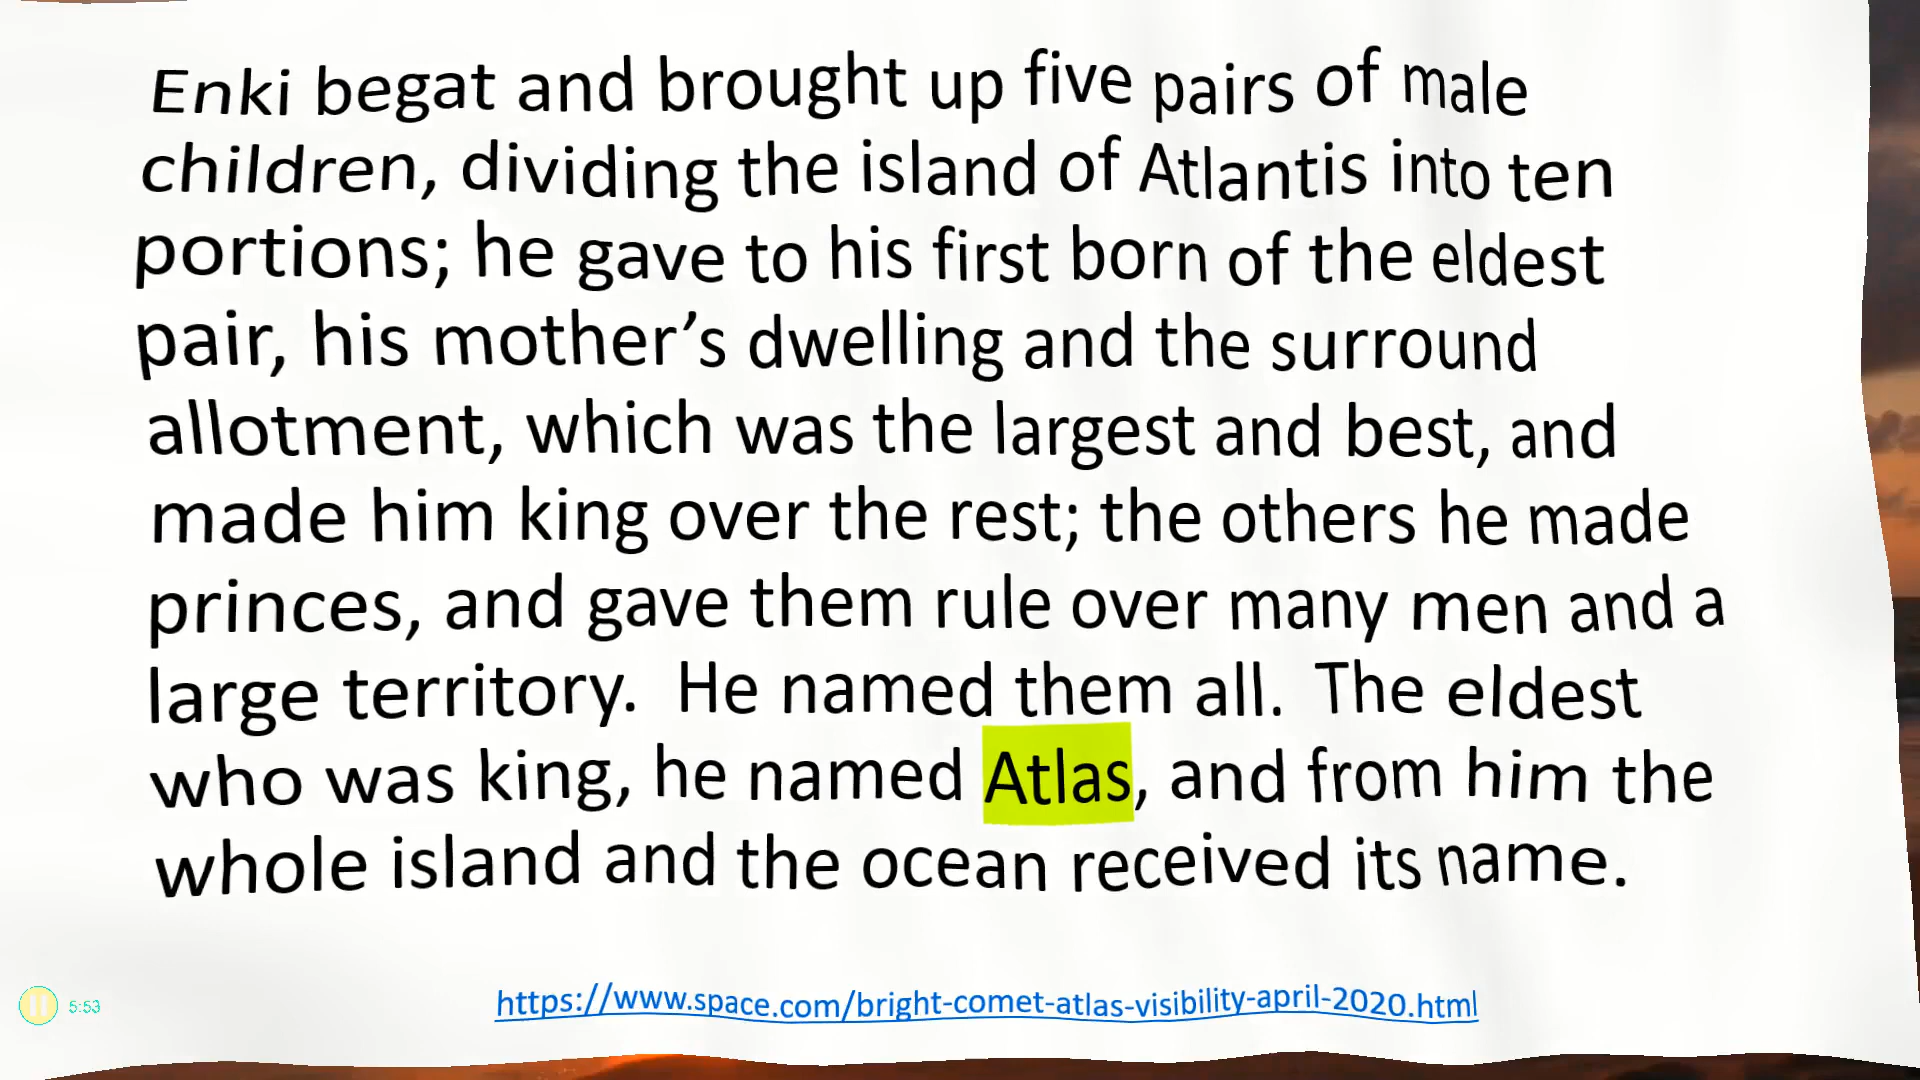 Enki begat and brought up five pairs of male
children, dividing the island of Atlantis into ten
portions; he gave to his first born of the eldest
pair, his mother’s dwelling and the surround
allotment, which was the largest and best, and
made him king over the rest; the others he made
princes, and gave them rule over many men and a
large territory.  He named them all.  The eldest
who was king, he named Atlas, and from him the
whole island and the ocean received its name.
5:53
https://www.space.com/bright-comet-atlas-visibility-april-2020.html